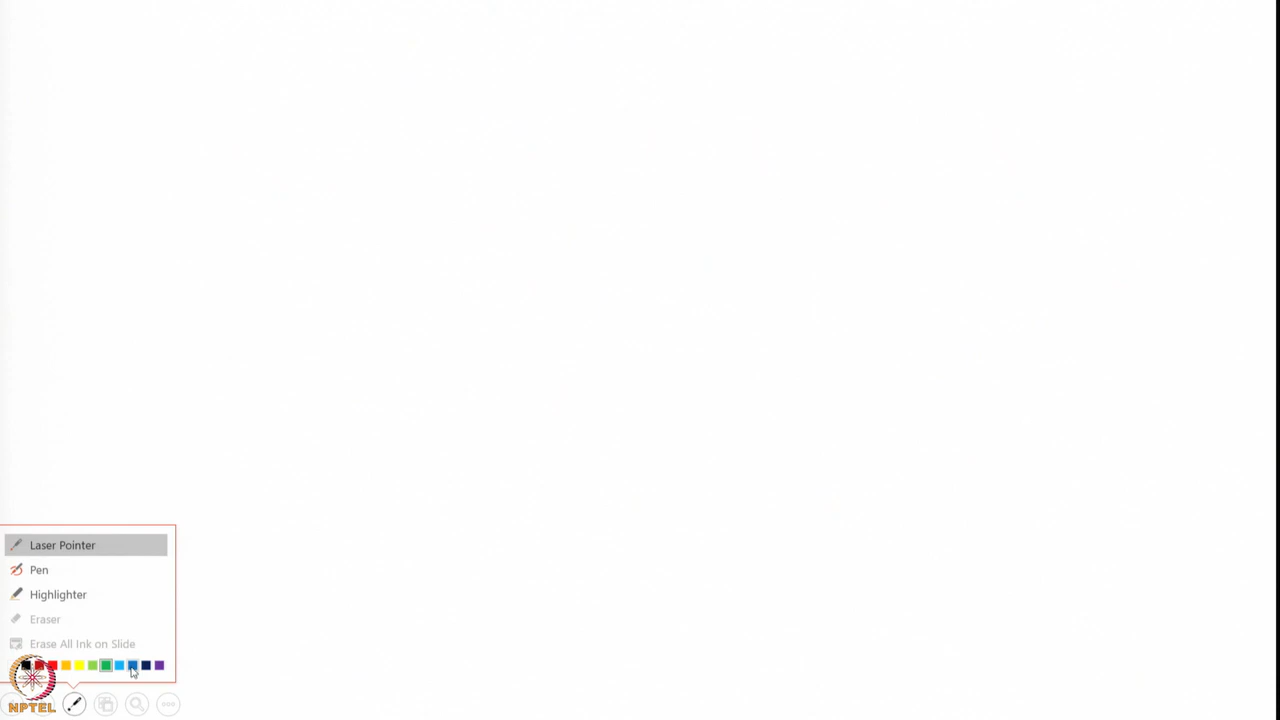 Laser Pointer
Pen
Highlighter
Eraser
Erase All Ink on Slide
NPTEL